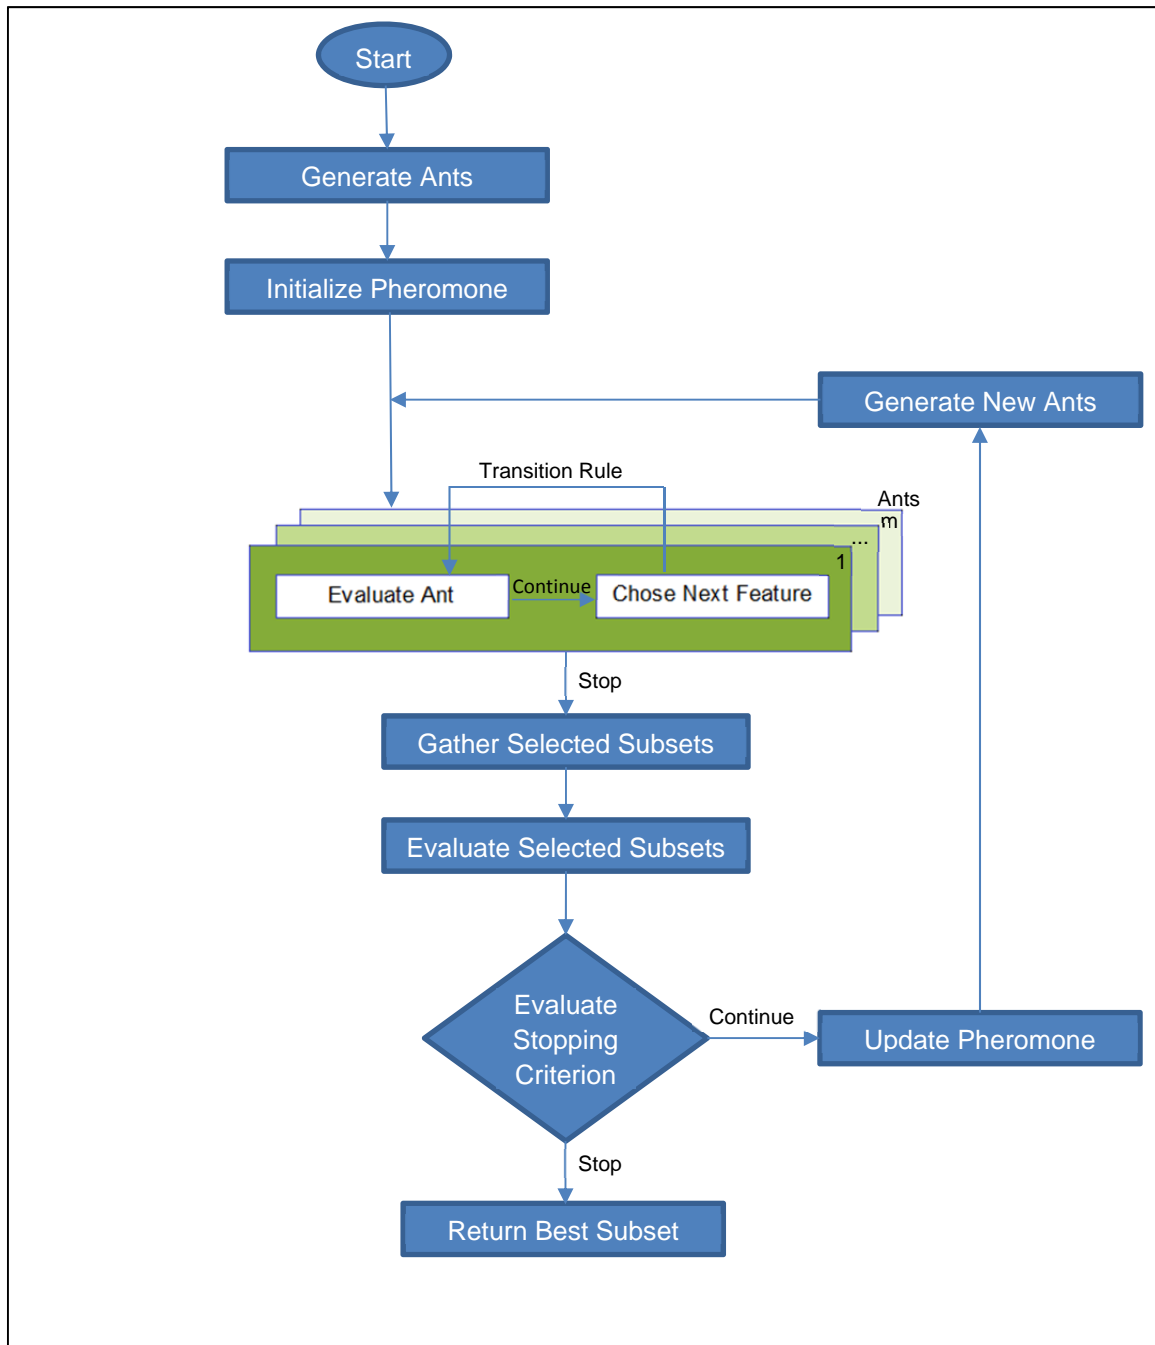 Start
Generate Ants
Initialize Pheromone
Generate New Ants
Transition Rule
Ants
m
...
1
Evaluate Ant
Continue
Chose Next Feature
Stop
Gather Selected Subsets
Evaluate Selected Subsets
Evaluate
Stopping
Criterion
Continue
Update Pheromone
Stop
Return Best Subset